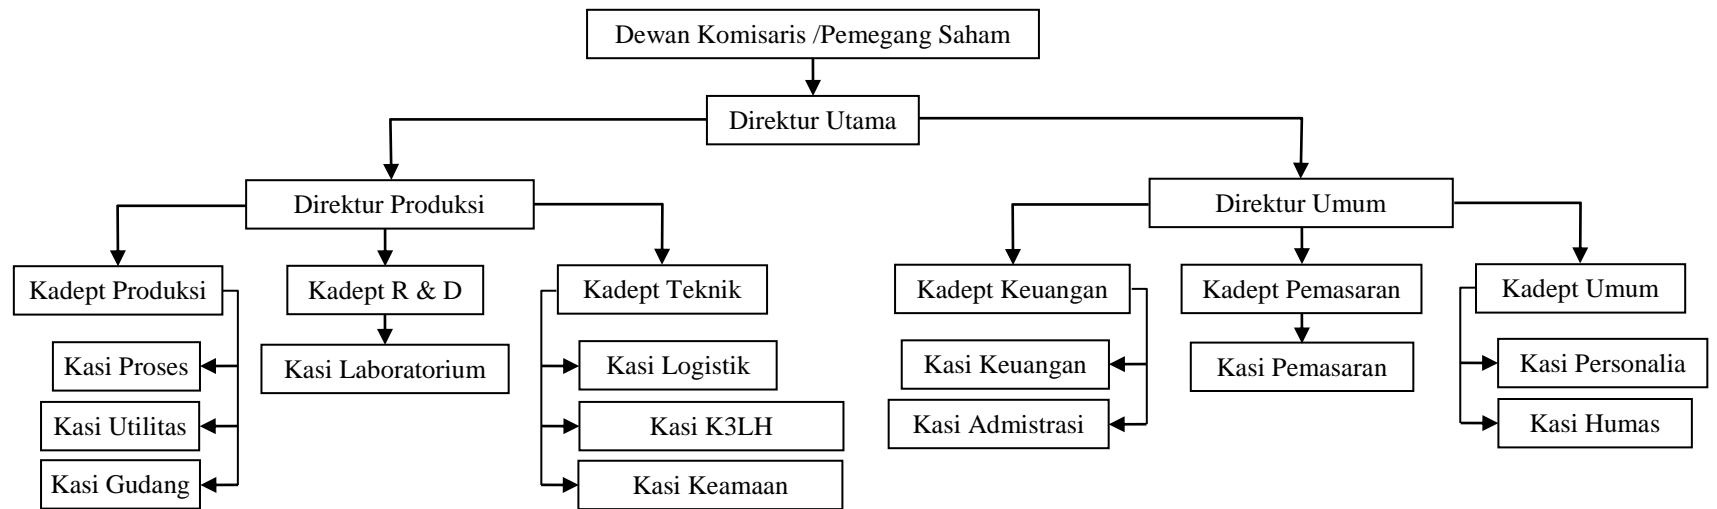 Dewan Komisaris /Pemegang Saham
Direktur Utama
Direktur Produksi
Direktur Umum
Kadept Produksi
Kadept R & D
Kadept Teknik
Kadept Keuangan
Kadept Pemasaran
Kadept Umum
Kasi Proses
Kasi Laboratorium
Kasi Logistik
Kasi Keuangan
Kasi Pemasaran
Kasi Personalia
Kasi Utilitas
Kasi K3LH
Kasi Admistrasi
Kasi Humas
Kasi Gudang
Kasi Keamaan